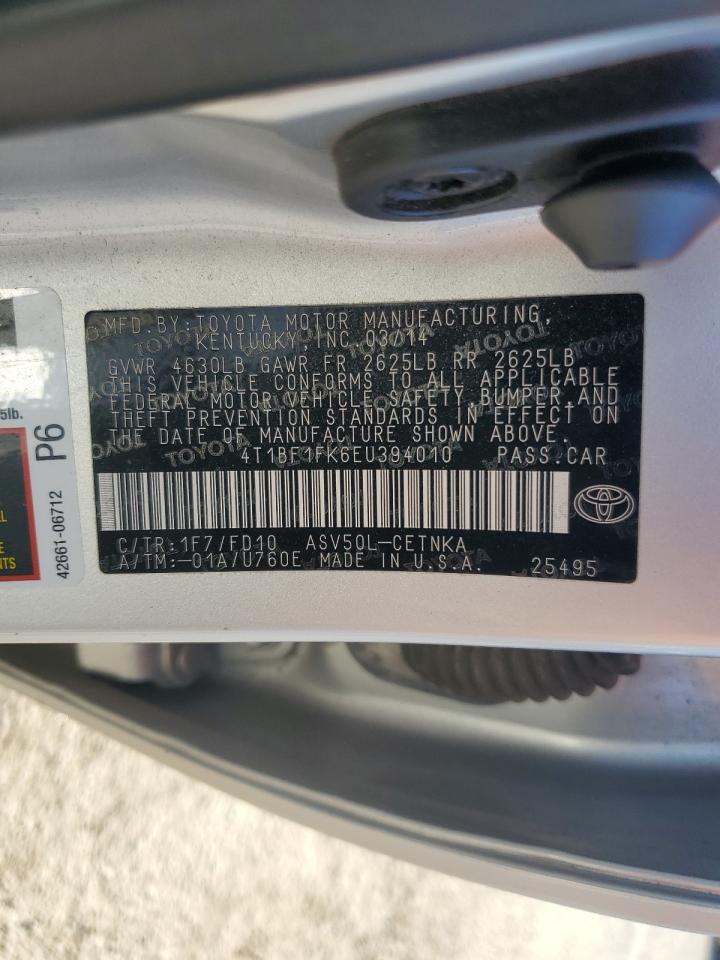 MFD. BY: TOYOTA MOTOR MANUFACTURING,
KENTUCKY, INC. 03/14
GVWR 4630LB GAWR FR 2625LB RR 2625LB
THIS VEHICLE CONFORMS TO ALL APPLICABLE
FEDERAL MOTOR VEHICLE SAFETY, BUMPER, AND
THEFT PREVENTION STANDARDS IN EFFECT ON
THE DATE OF MANUFACTURE SHOWN ABOVE.
4T1BF1FK6EU394010 PASS. CAR
C/TR: 1F7/FD10 ASV50L-CETNKA
A/TM: -01A/U760E MADE IN U.S.A. 25495
5lb.
P6
42661-06712